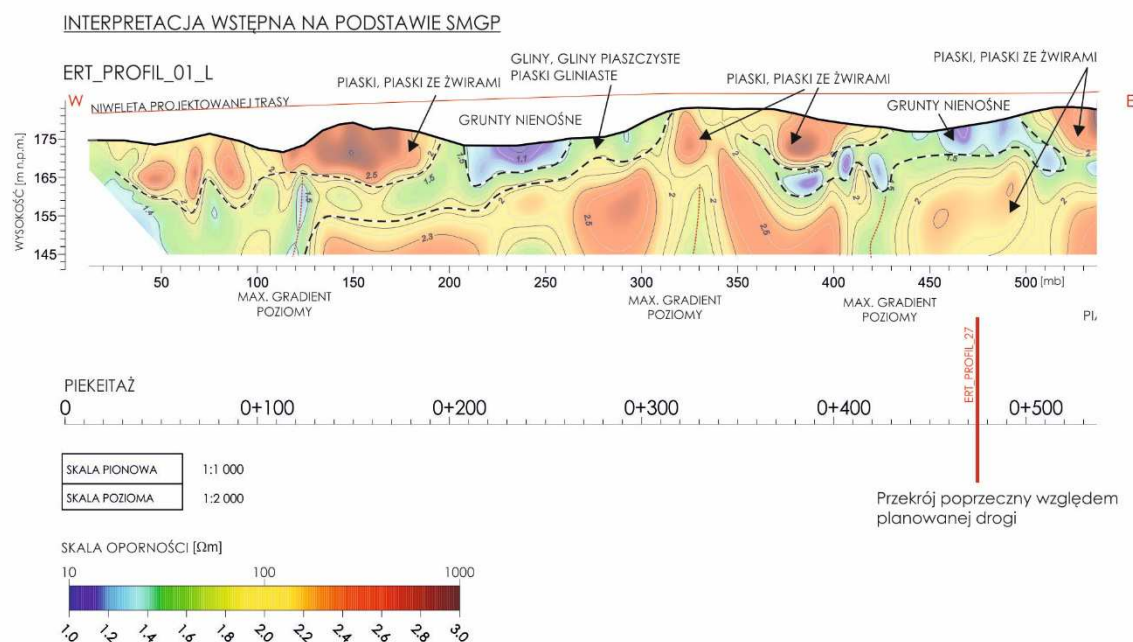 INTERPRETACJA WSTĘPNA NA PODSTAWIE SMGP
ERT_PROFIL_01_L
W
NIWELETA PROJEKTOWANEJ TRASY
PIASKI, PIASKI ZE ŻWIRAMI
GLINY, GLINY PIASZCZYSTE
PIASKI GLINIASTE
GRUNTY NIENOŚNE
PIASKI, PIASKI ZE ŻWIRAMI
GRUNTY NIENOŚNE
PIASKI, PIASKI ZE ŻWIRAMI
E
WYSOKOŚĆ [m n.p.m.]
175
165
155
145
2.5
1.5
1.1
1.5
2
2.5
2.3
2
2.5
1.5
2
50 100 150 200 250 300 350 400 450 500 [mb]
MAX. GRADIENT
POZIOMY
MAX. GRADIENT
POZIOMY
MAX. GRADIENT
POZIOMY
ERT_PROFIL_27
PIEKEITAŻ
0 0+100 0+200 0+300 0+400 0+500
SKALA PIONOWA 1:1 000
SKALA POZIOMA 1:2 000
Przekrój poprzeczny względem
planowanej drogi
SKALA OPORNOŚCI [Ωm]
10 100 1000
1.0 1.2 1.4 1.6 1.8 2.0 2.2 2.4 2.6 2.8 3.0